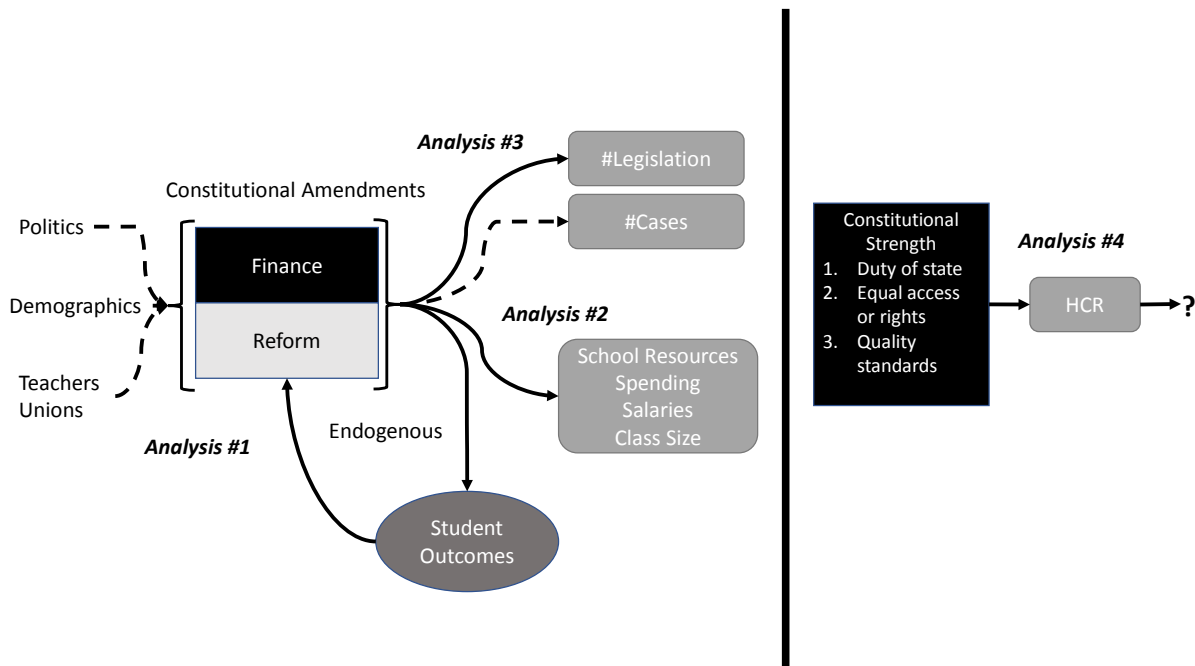 Analysis #3
#Legislation
Constitutional Amendments
#Cases
Politics
Finance
Demographics
Analysis #2
Reform
School Resources
Spending
Salaries
Class Size
Teachers
Unions
Endogenous
Analysis #1
Student
Outcomes
Constitutional
Strength
1. Duty of state
2. Equal access
or rights
3. Quality
standards
Analysis #4
HCR
?